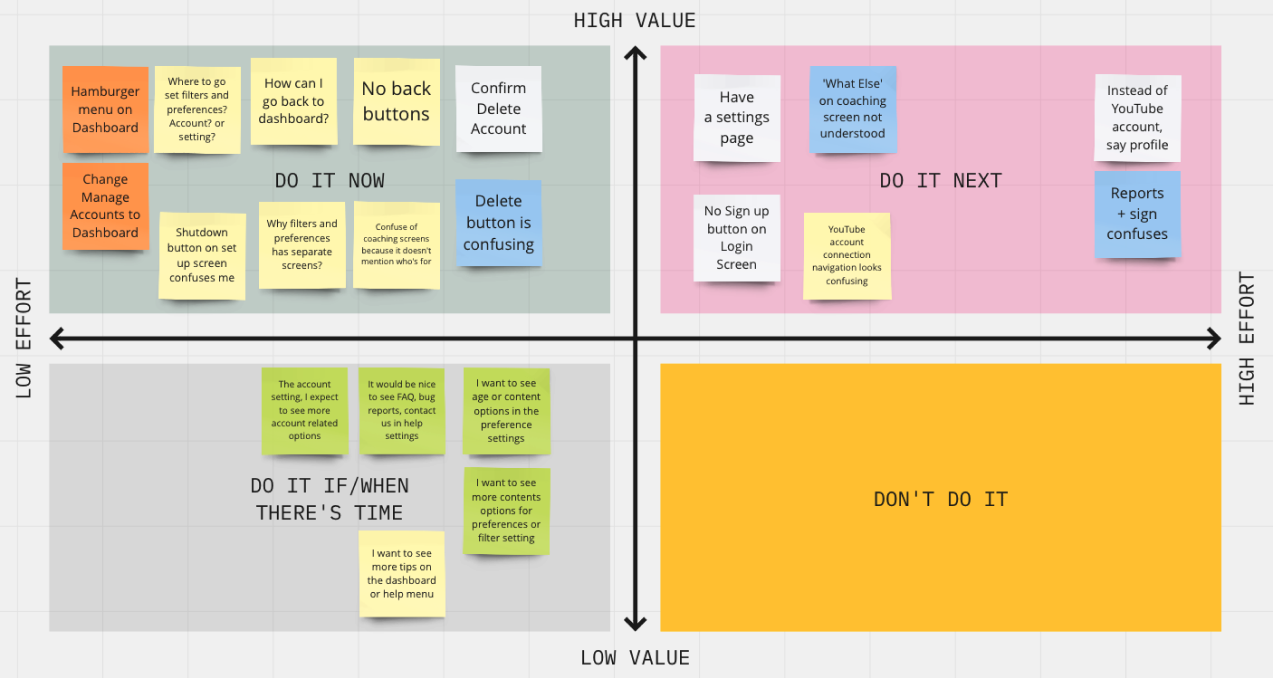 HIGH VALUE
Hamburger
menu on
Dashboard
Where to go
set filters and
preferences?
Account? or
setting?
How can I
go back to
dashboard?
No back
buttons
Confirm
Delete
Account
DO IT NOW
Change
Manage
Accounts to
Dashboard
Shutdown
button on set
up screen
confuses me
Why filters and
preferences
has separate
screens?
Confuse of
coaching screens
because it doesn't
mention who's for
Delete
button is
confusing
Have
a settings
page
'What Else'
on coaching
screen not
understood
Instead of
YouTube
account,
say profile
DO IT NEXT
No Sign up
button on
Login
Screen
YouTube
account
connection
navigation looks
confusing
Reports
+ sign
confuses
LOW EFFORT
HIGH EFFORT
The account
setting, I expect
to see more
account related
options
It would be nice
to see FAQ, bug
reports, contact
us in help
settings
I want to see
age or content
options in the
preference
settings
DO IT IF/WHEN
THERE'S TIME
I want to see
more contents
options for
preferences or
filter setting
I want to see
more tips on
the dashboard
or help menu
DON'T DO IT
LOW VALUE